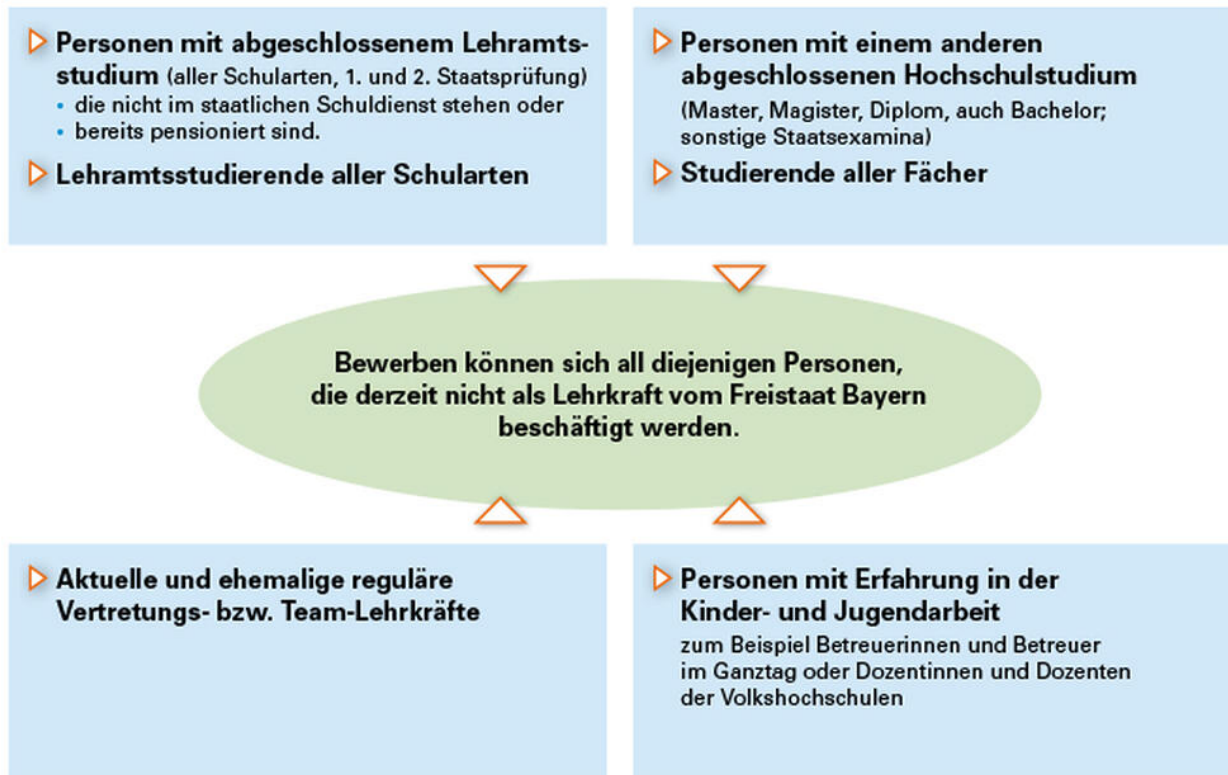 Personen mit abgeschlossenem Lehramts-
studium (aller Schularten, 1. und 2. Staatsprüfung)
• die nicht im staatlichen Schuldienst stehen oder
• bereits pensioniert sind.
Lehramtsstudierende aller Schularten
Personen mit einem anderen
abgeschlossenen Hochschulstudium
(Master, Magister, Diplom, auch Bachelor;
sonstige Staatsexamina)
Studierende aller Fächer
Bewerben können sich all diejenigen Personen,
die derzeit nicht als Lehrkraft vom Freistaat Bayern
beschäftigt werden.
Aktuelle und ehemalige reguläre
Vertretungs- bzw. Team-Lehrkräfte
Personen mit Erfahrung in der
Kinder- und Jugendarbeit
zum Beispiel Betreuerinnen und Betreuer
im Ganztag oder Dozentinnen und Dozenten
der Volkshochschulen